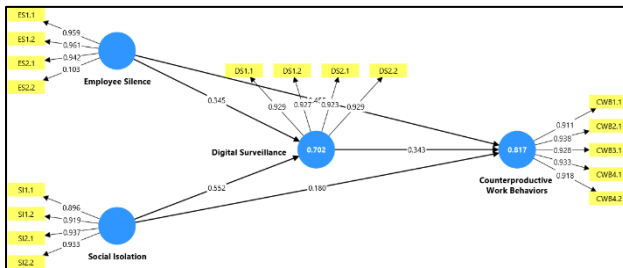 ES1.1
ES1.2
ES2.1
ES2.2
0.959
0.961
0.942
0.103
Employee Silence
DS1.1
DS1.2
DS2.1
DS2.2
0.929
0.927
0.923
0.929
0.345
Digital Surveillance
0.702
0.343
0.552
0.180
0.817
Counterproductive
Work Behaviors
CWB1.1
CWB2.1
CWB3.1
CWB4.1
CWB4.2
0.911
0.938
0.928
0.933
0.918
SI1.1
SI1.2
SI2.1
SI2.2
0.896
0.919
0.937
0.933
Social Isolation